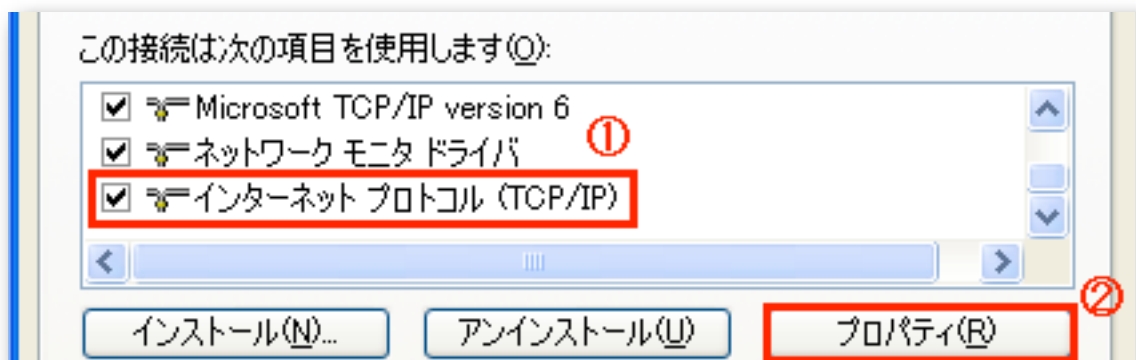 この接続は次の項目を使用します(O):
Microsoft TCP/IP version 6
①
ネットワーク モニタ ドライバ
インターネット プロトコル (TCP/IP)
②
インストール(N)... アンインストール(U) プロパティ(R)